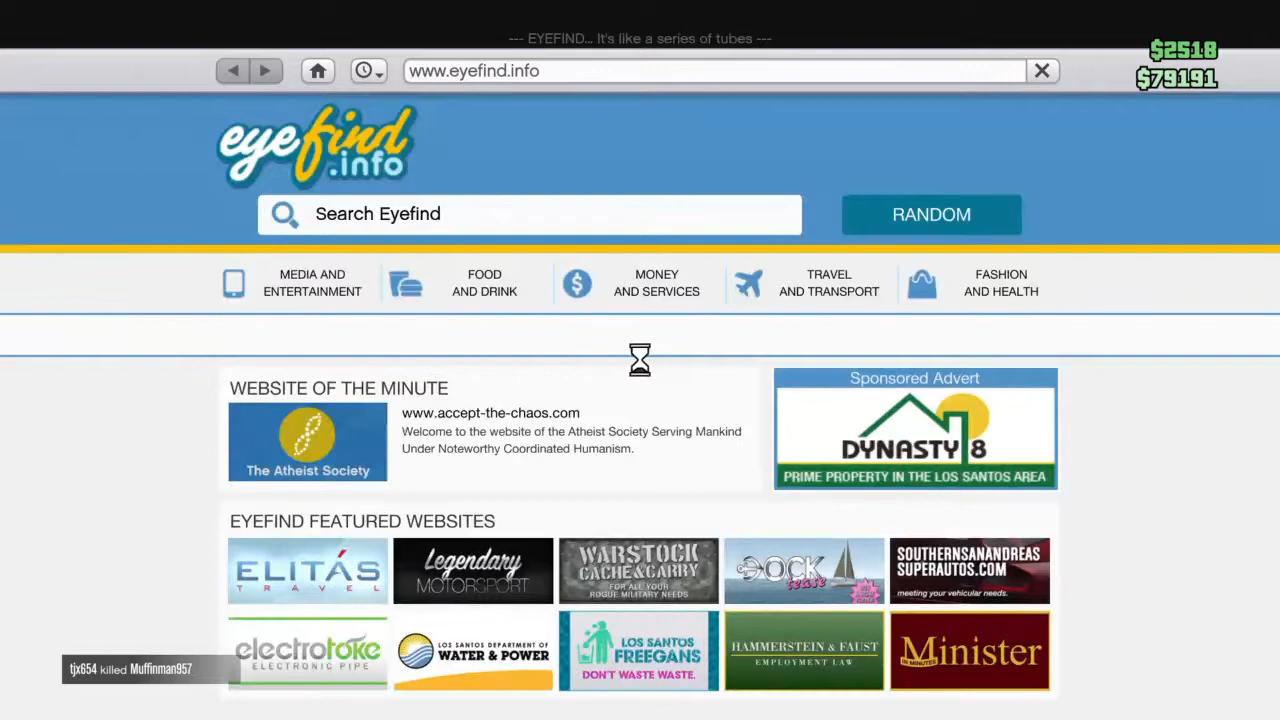 --- EYEFIND... It's like a series of tubes ---
$2518
$79191
www.eyefind.info
eyefind
.info
Search Eyefind
RANDOM
MEDIA AND
ENTERTAINMENT
FOOD
AND DRINK
MONEY
AND SERVICES
TRAVEL
AND TRANSPORT
FASHION
AND HEALTH
WEBSITE OF THE MINUTE
The Atheist Society
www.accept-the-chaos.com
Welcome to the website of the Atheist Society Serving Mankind
Under Noteworthy Coordinated Humanism.
Sponsored Advert
DYNASTY 8
PRIME PROPERTY IN THE LOS SANTOS AREA
EYEFIND FEATURED WEBSITES
ELITÁS
TRAVEL
Legendary
MOTORSPORT
WARSTOCK
CACHE&CARRY
FOR ALL YOUR
ROGUE MILITARY NEEDS
DOCK
tease
SOUTHERNSANANDREAS
SUPERAUTOS.COM
meeting your vehicular needs.
electrotoke
ELECTRONIC PIPE
LOS SANTOS DEPARTMENT OF
WATER & POWER
LOS SANTOS
FREEGANS
DON'T WASTE WASTE.
HAMMERSTEIN & FAUST
EMPLOYMENT LAW
Minister
IN MINUTES
tjx654 killed Muffinman957